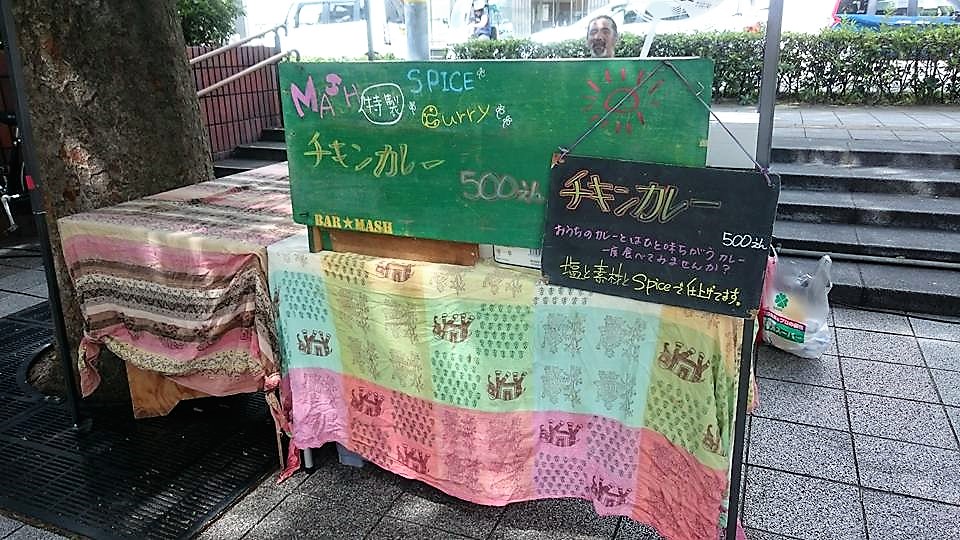 MASH 特製 SPICE Curry
チキンカレー
500えん
BAR★MASH
チキンカレー
500えん
おうちのカレーとはひと味ちがうカレー
一度食べてみませんか？
塩と素材とSpiceで仕上げてます。